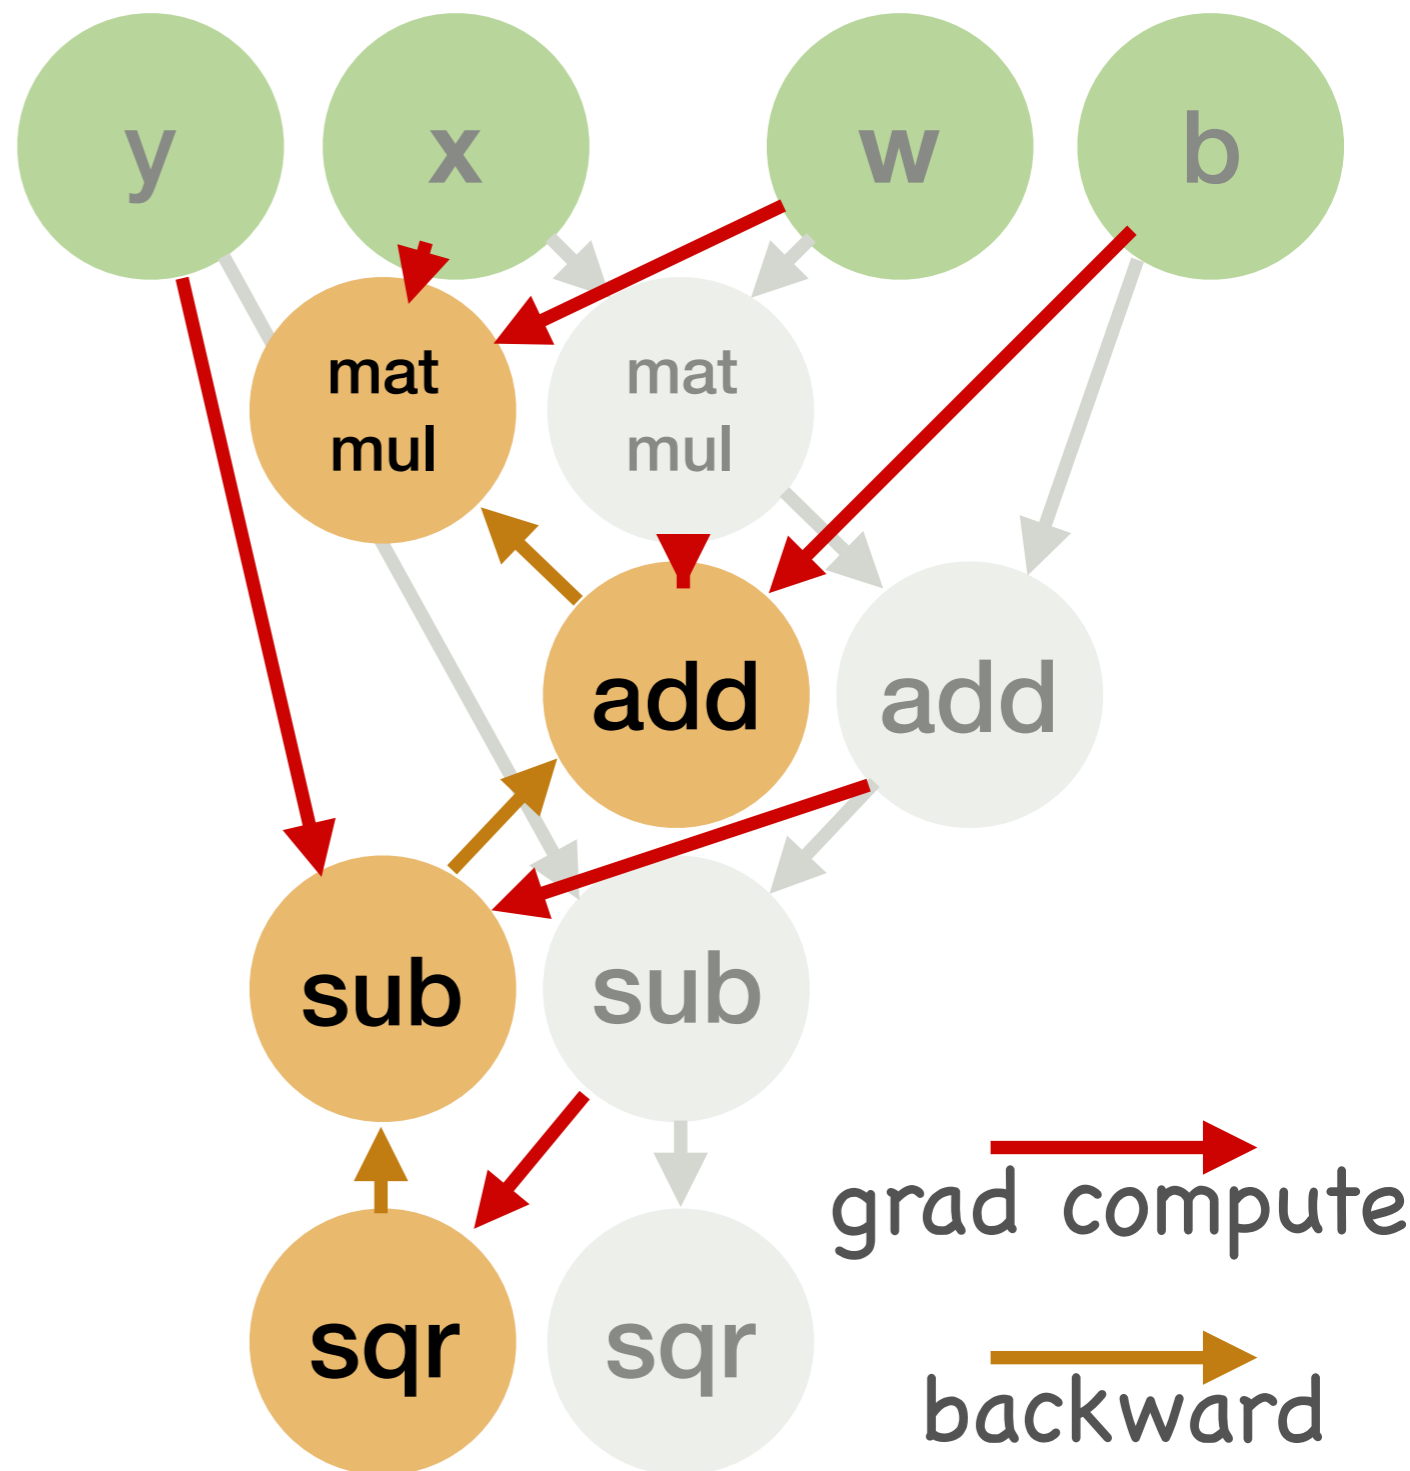 y
x
w
b
mat
mul
mat
mul
add
add
sub
sub
grad compute
sqr
sqr
backward